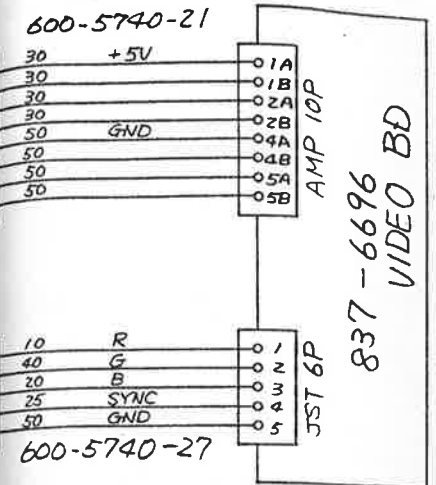 600-5740-21
30 +5V 1A
30 1B
30 2A
30 2B
50 GND 4A
50 4B
50 5A
50 5B
AMP 10P
837-6696
VIDEO BD
10 R 1
40 G 2
20 B 3
25 SYNC 4
50 GND 5
JST 6P
600-5740-27